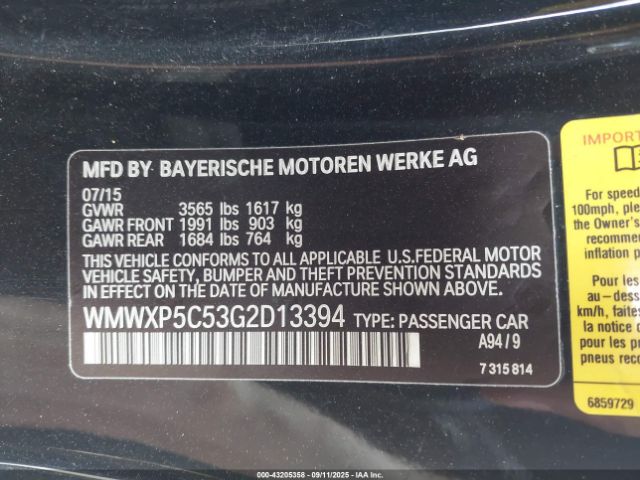 MFD BY BAYERISCHE MOTOREN WERKE AG
07/15
GVWR 3565 lbs 1617 kg
GAWR FRONT 1991 lbs 903 kg
GAWR REAR 1684 lbs 764 kg
THIS VEHICLE CONFORMS TO ALL APPLICABLE U.S.FEDERAL MOTOR
VEHICLE SAFETY, BUMPER AND THEFT PREVENTION STANDARDS
IN EFFECT ON THE DATE OF MANUFACTURE SHOWN ABOVE.
WMWXP5C53G2D13394 TYPE: PASSENGER CAR
A94/9
7 315 814
IMPORT
For speed
100mph, ple
the Owner's
recommen
inflation p
Pour les
au-dess
km/h, faites
la notice
pour les p
pneus reco
6859729
000-43205358 - 09/11/2025 - COPYRIGHT IAA, LLC.